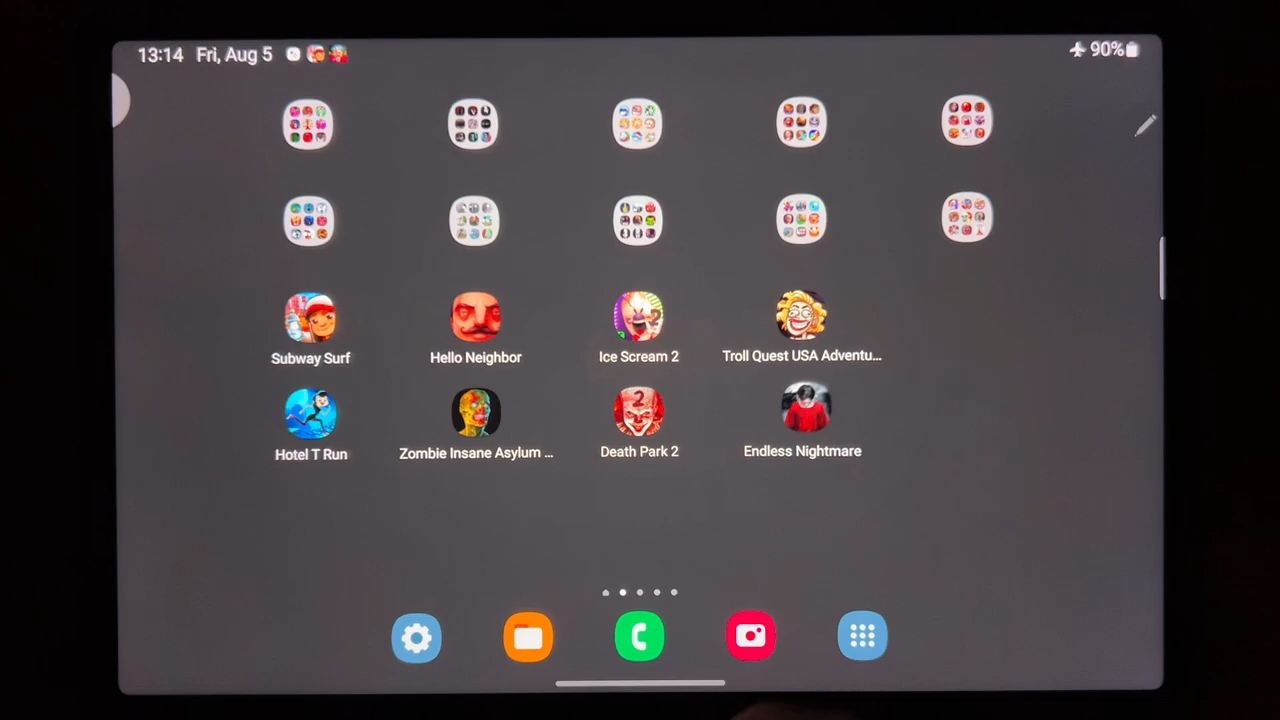 13:14 Fri, Aug 5 90%
Subway Surf Hello Neighbor Ice Scream 2 Troll Quest USA Adventu...
Hotel T Run Zombie Insane Asylum ... Death Park 2 Endless Nightmare